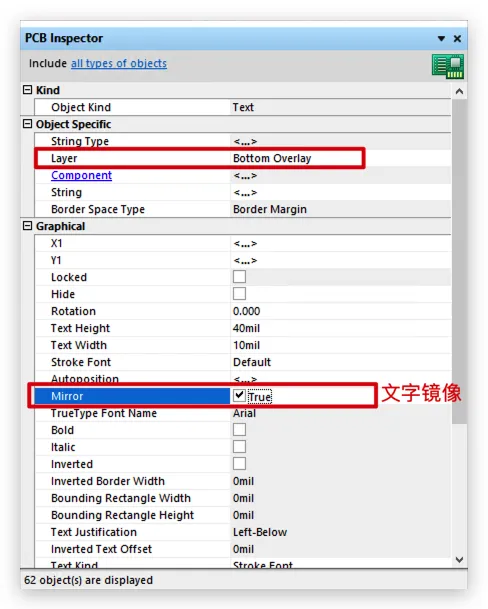 PCB Inspector
Include all types of objects
Kind
Object Kind Text
Object Specific
String Type <...>
Layer Bottom Overlay
Component <...>
String <...>
Border Space Type Border Margin
Graphical
X1 <...>
Y1 <...>
Locked
Hide
Rotation 0.000
Text Height 40mil
Text Width 10mil
Stroke Font Default
Autoposition <...>
Mirror True 文字镜像
TrueType Font Name Arial
Bold
Italic
Inverted
Inverted Border Width 0mil
Bounding Rectangle Width 0mil
Bounding Rectangle Height 0mil
Text Justification Left-Below
Inverted Text Offset 0mil
Text Kind Stroke Font
62 object(s) are displayed